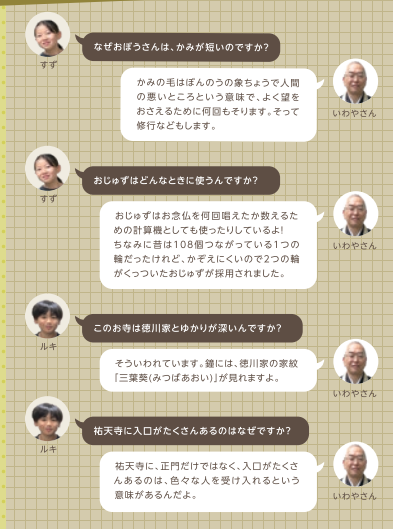 なぜおぼうさんは、かみが短いのですか?
すず
かみの毛はぼんのうの象ちょうで人間
の悪いところという意味で、よく望を
おさえるために何回もそります。そって
修行などもします。
いわやさん
おじゅずはどんなときに使うんですか?
すず
おじゅずはお念仏を何回唱えたか数えるた
めの計算機としても使ったりしているよ!
ちなみに昔は108個つながっている1つの
輪だったけれど、かぞえにくいので2つの輪
がくっついたおじゅずが採用されました。
いわやさん
このお寺は徳川家とゆかりが深いんですか?
ルキ
そういわれています。鐘には、徳川家の家紋
「三葉葵(みつばあおい)」が見れますよ。
いわやさん
祐天寺に入口がたくさんあるのはなぜですか?
ルキ
祐天寺に、正門だけではなく、入口がたくさ
んあるのは、色々な人を受け入れるという
意味があるんだよ。
いわやさん